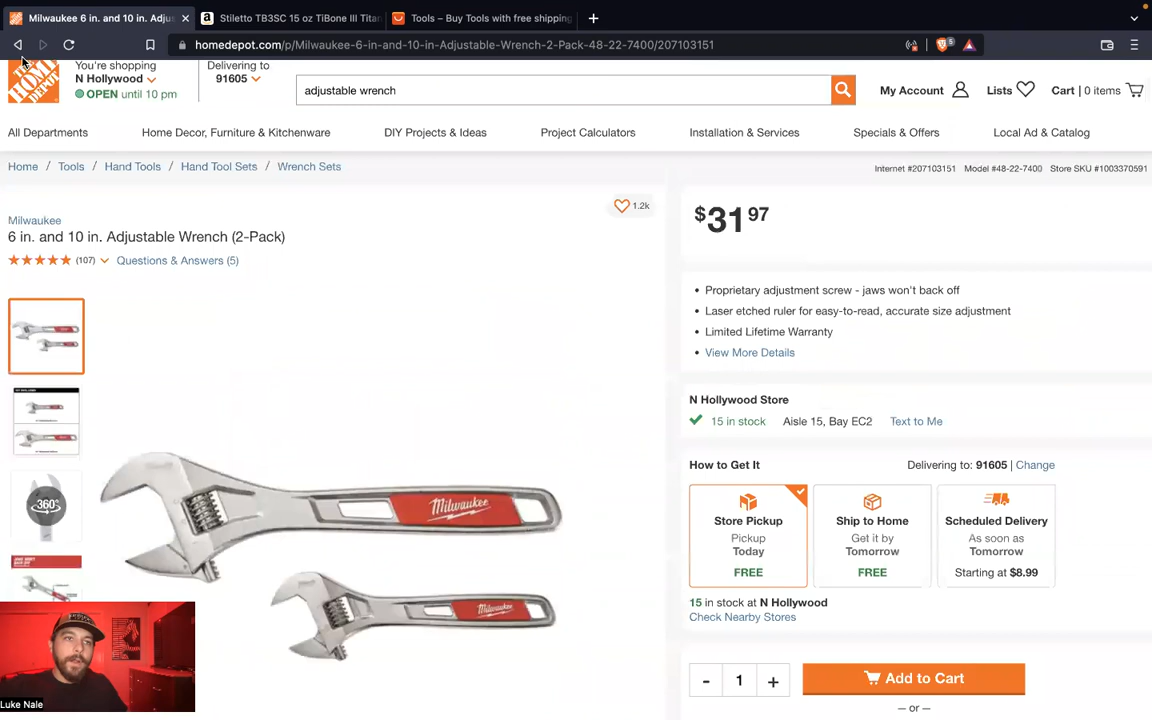 Milwaukee 6 in. and 10 in. Adju
Stiletto TB3SC 15 oz TiBone III Titan
Tools – Buy Tools with free shipping
homedepot.com/p/Milwaukee-6-in-and-10-in-Adjustable-Wrench-2-Pack-48-22-7400/207103151
You're shopping
N Hollywood
OPEN until 10 pm
Delivering to
91605
adjustable wrench
My Account
Lists
Cart | 0 items
All Departments
Home Decor, Furniture & Kitchenware
DIY Projects & Ideas
Project Calculators
Installation & Services
Specials & Offers
Local Ad & Catalog
Home / Tools / Hand Tools / Hand Tool Sets / Wrench Sets
Internet #207103151 Model #48-22-7400 Store SKU #1003370591
Milwaukee
6 in. and 10 in. Adjustable Wrench (2-Pack)
(107)
Questions & Answers (5)
1.2k
$31 97
• Proprietary adjustment screw - jaws won't back off
• Laser etched ruler for easy-to-read, accurate size adjustment
• Limited Lifetime Warranty
• View More Details
N Hollywood Store
15 in stock Aisle 15, Bay EC2 Text to Me
How to Get It
Delivering to: 91605 | Change
Store Pickup
Pickup
Today
FREE
Ship to Home
Get it by
Tomorrow
FREE
Scheduled Delivery
As soon as
Tomorrow
Starting at $8.99
15 in stock at N Hollywood
Check Nearby Stores
- 1 +
Add to Cart
— or —
360°
Milwaukee
Milwaukee
Luke Nale